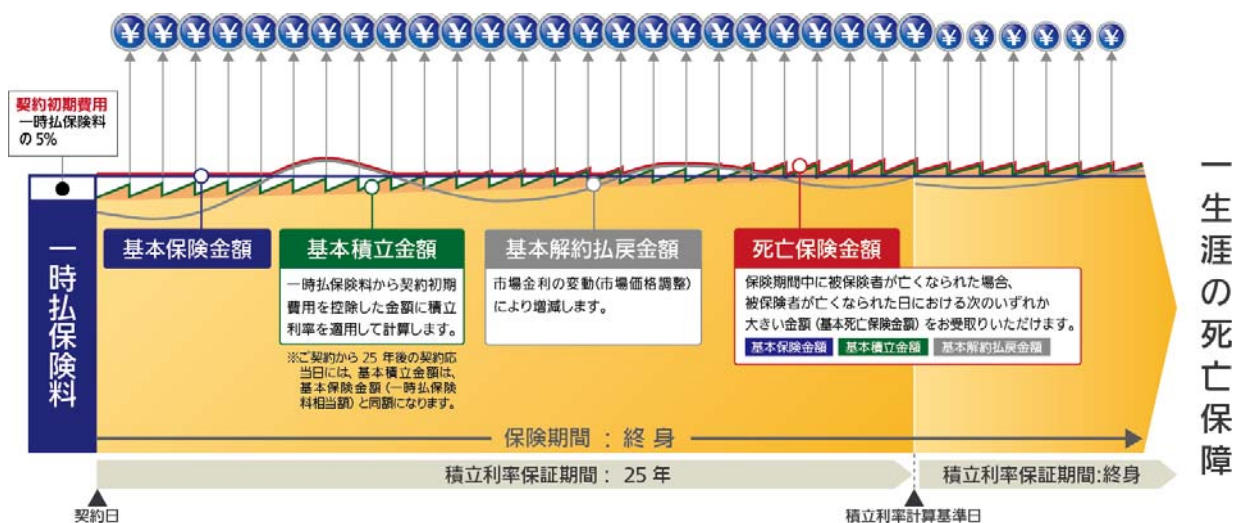 ¥ ¥ ¥ ¥ ¥ ¥ ¥ ¥ ¥ ¥ ¥ ¥ ¥ ¥ ¥ ¥ ¥ ¥ ¥ ¥ ¥ ¥ ¥ ¥ ¥ ¥ ¥ ¥ ¥ ¥ ¥
契約初期費用
一時払保険料
の5%
一時払保険料
基本保険金額
基本積立金額
一時払保険料から契約初期
費用を控除した金額に積立
利率を適用して計算します。
※ご契約から25年後の契約応
当日には、基本積立金額は、
基本保険金額(一時払保険
料相当額)と同額になります。
基本解約払戻金額
市場金利の変動(市場価格調整)
により増減します。
死亡保険金額
保険期間中に被保険者が亡くなられた場合、
被保険者が亡くなられた日における次のいずれか
大きい金額(基本死亡保険金額)をお受取りいただけます。
基本保険金額 基本積立金額 基本解約払戻金額
一生涯の死亡保障
保険期間:終身
積立利率保証期間:25年
積立利率保証期間:終身
契約日
積立利率計算基準日